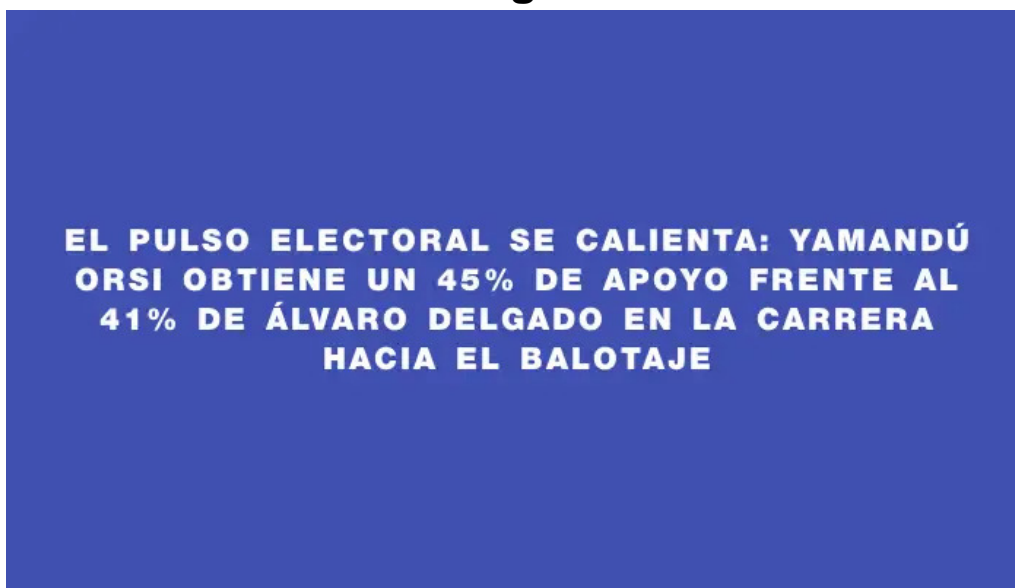 EL PULSO ELECTORAL SE CALIENTA: YAMANDÚ
ORSI OBTIENE UN 45% DE APOYO FRENTE AL
41% DE ÁLVARO DELGADO EN LA CARRERA
HACIA EL BALOTAJE